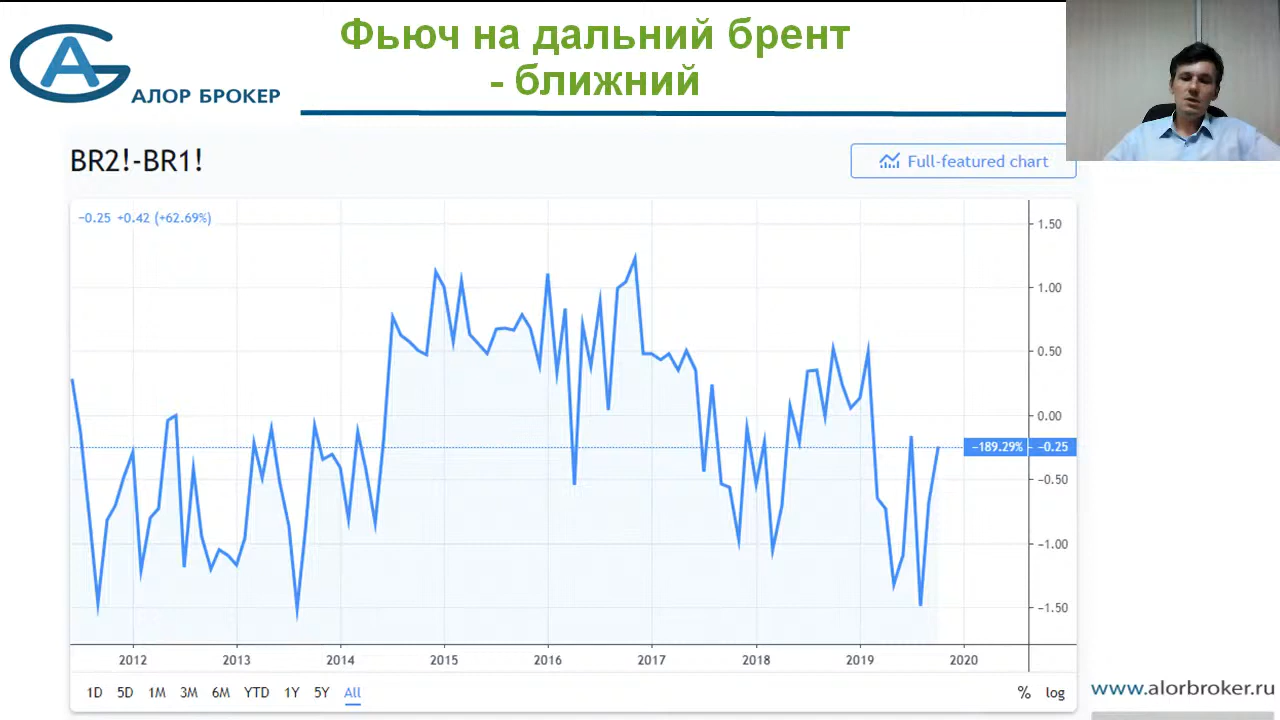 Фьюч на дальний брент
- ближний
АЛОР БРОКЕР
BR2!-BR1!
Full-featured chart
−0.25 +0.42 (+62.69%)
1.50
1.00
0.50
0.00
−189.29% −0.25
−0.50
−1.00
−1.50
2012 2013 2014 2015 2016 2017 2018 2019 2020
1D 5D 1M 3M 6M YTD 1Y 5Y All % log
www.alorbroker.ru